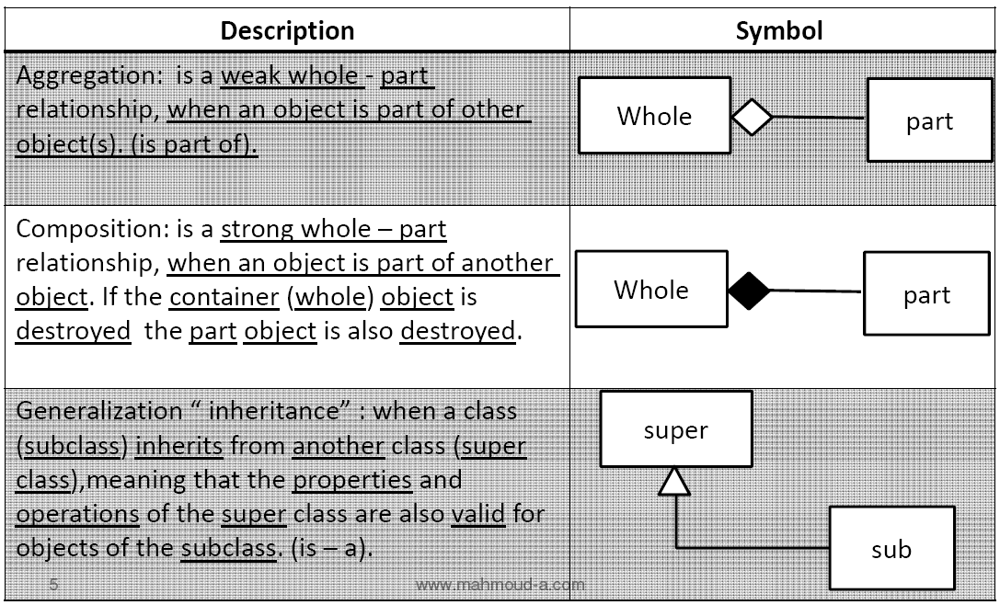 Description
Symbol
Aggregation: is a weak whole - part
relationship, when an object is part of other
object(s). (is part of).
Whole
part
Composition: is a strong whole – part
relationship, when an object is part of another
object. If the container (whole) object is
destroyed the part object is also destroyed.
Whole
part
Generalization “ inheritance” : when a class
(subclass) inherits from another class (super
class),meaning that the properties and
operations of the super class are also valid for
objects of the subclass. (is – a).
super
sub
5
www.mahmoud-a.com